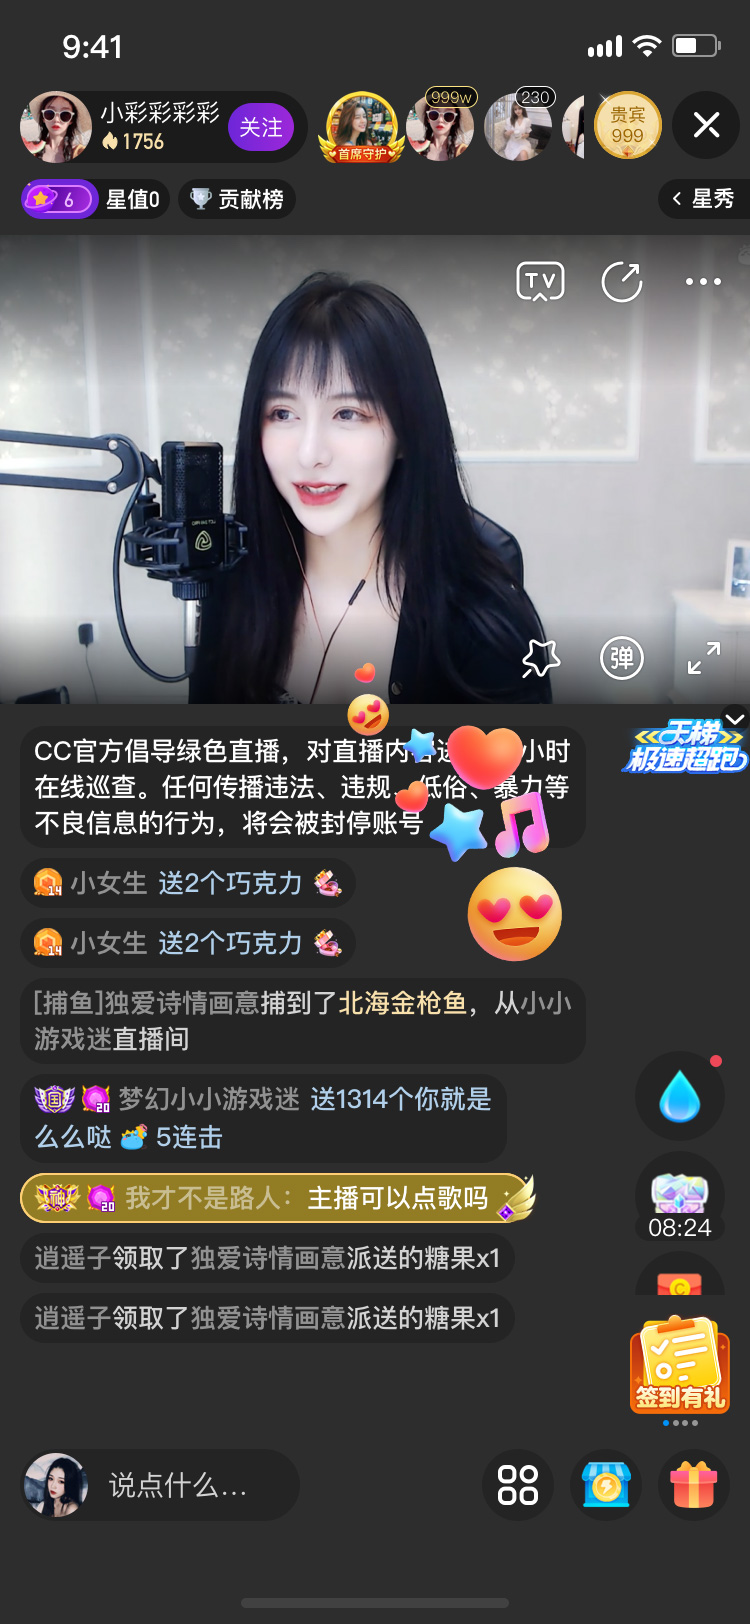 9:41
小彩彩彩彩
1756
关注
首席守护
999w
230
贵宾
999
6
星值0
贡献榜
星秀
TV
弹
CC官方倡导绿色直播，对直播内
小时
在线巡查。任何传播违法、违规、低俗、暴力等
不良信息的行为，将会被封停账号
天梯
极速超跑
14 小女生 送2个巧克力
14 小女生 送2个巧克力
[捕鱼]独爱诗情画意捕到了北海金枪鱼，从小小
游戏迷直播间
国 20 梦幻小小游戏迷 送1314个你就是
么么哒 5连击
神 20 我才不是路人： 主播可以点歌吗
08:24
逍遥子领取了独爱诗情画意派送的糖果x1
逍遥子领取了独爱诗情画意派送的糖果x1
签到有礼
说点什么...